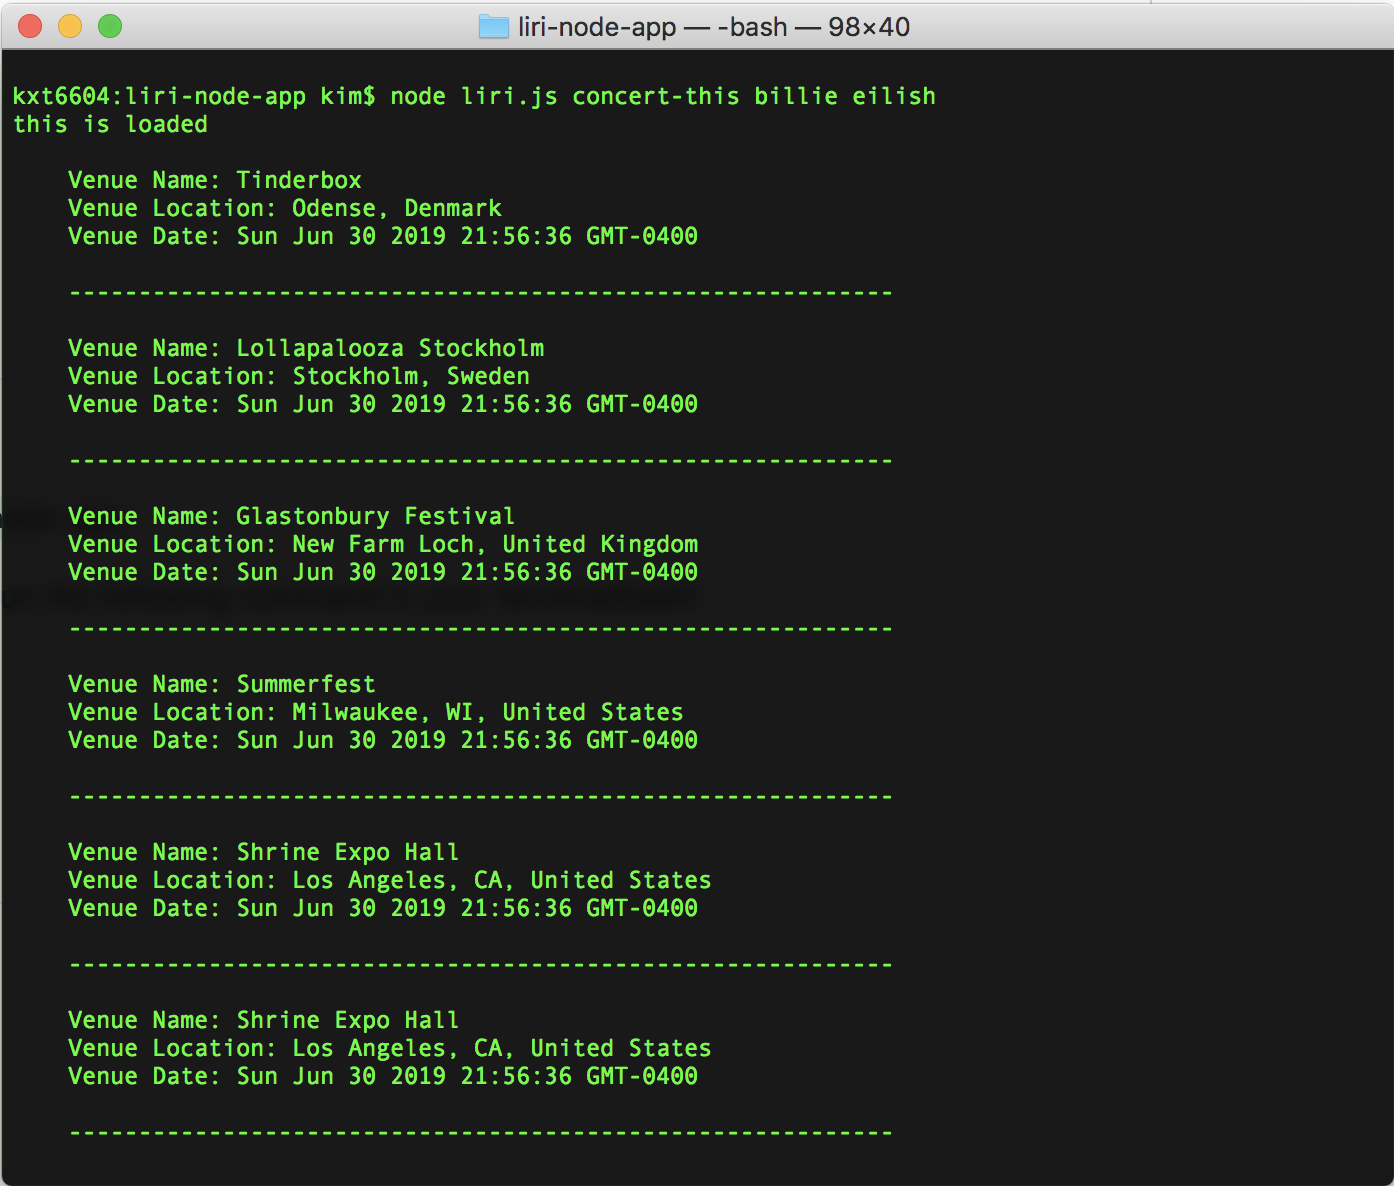 liri-node-app — -bash — 98×40
kxt6604:liri-node-app kim$ node liri.js concert-this billie eilish
this is loaded
Venue Name: Tinderbox
Venue Location: Odense, Denmark
Venue Date: Sun Jun 30 2019 21:56:36 GMT-0400
-----------------------------------------------------------
Venue Name: Lollapalooza Stockholm
Venue Location: Stockholm, Sweden
Venue Date: Sun Jun 30 2019 21:56:36 GMT-0400
-----------------------------------------------------------
Venue Name: Glastonbury Festival
Venue Location: New Farm Loch, United Kingdom
Venue Date: Sun Jun 30 2019 21:56:36 GMT-0400
-----------------------------------------------------------
Venue Name: Summerfest
Venue Location: Milwaukee, WI, United States
Venue Date: Sun Jun 30 2019 21:56:36 GMT-0400
-----------------------------------------------------------
Venue Name: Shrine Expo Hall
Venue Location: Los Angeles, CA, United States
Venue Date: Sun Jun 30 2019 21:56:36 GMT-0400
-----------------------------------------------------------
Venue Name: Shrine Expo Hall
Venue Location: Los Angeles, CA, United States
Venue Date: Sun Jun 30 2019 21:56:36 GMT-0400
-----------------------------------------------------------